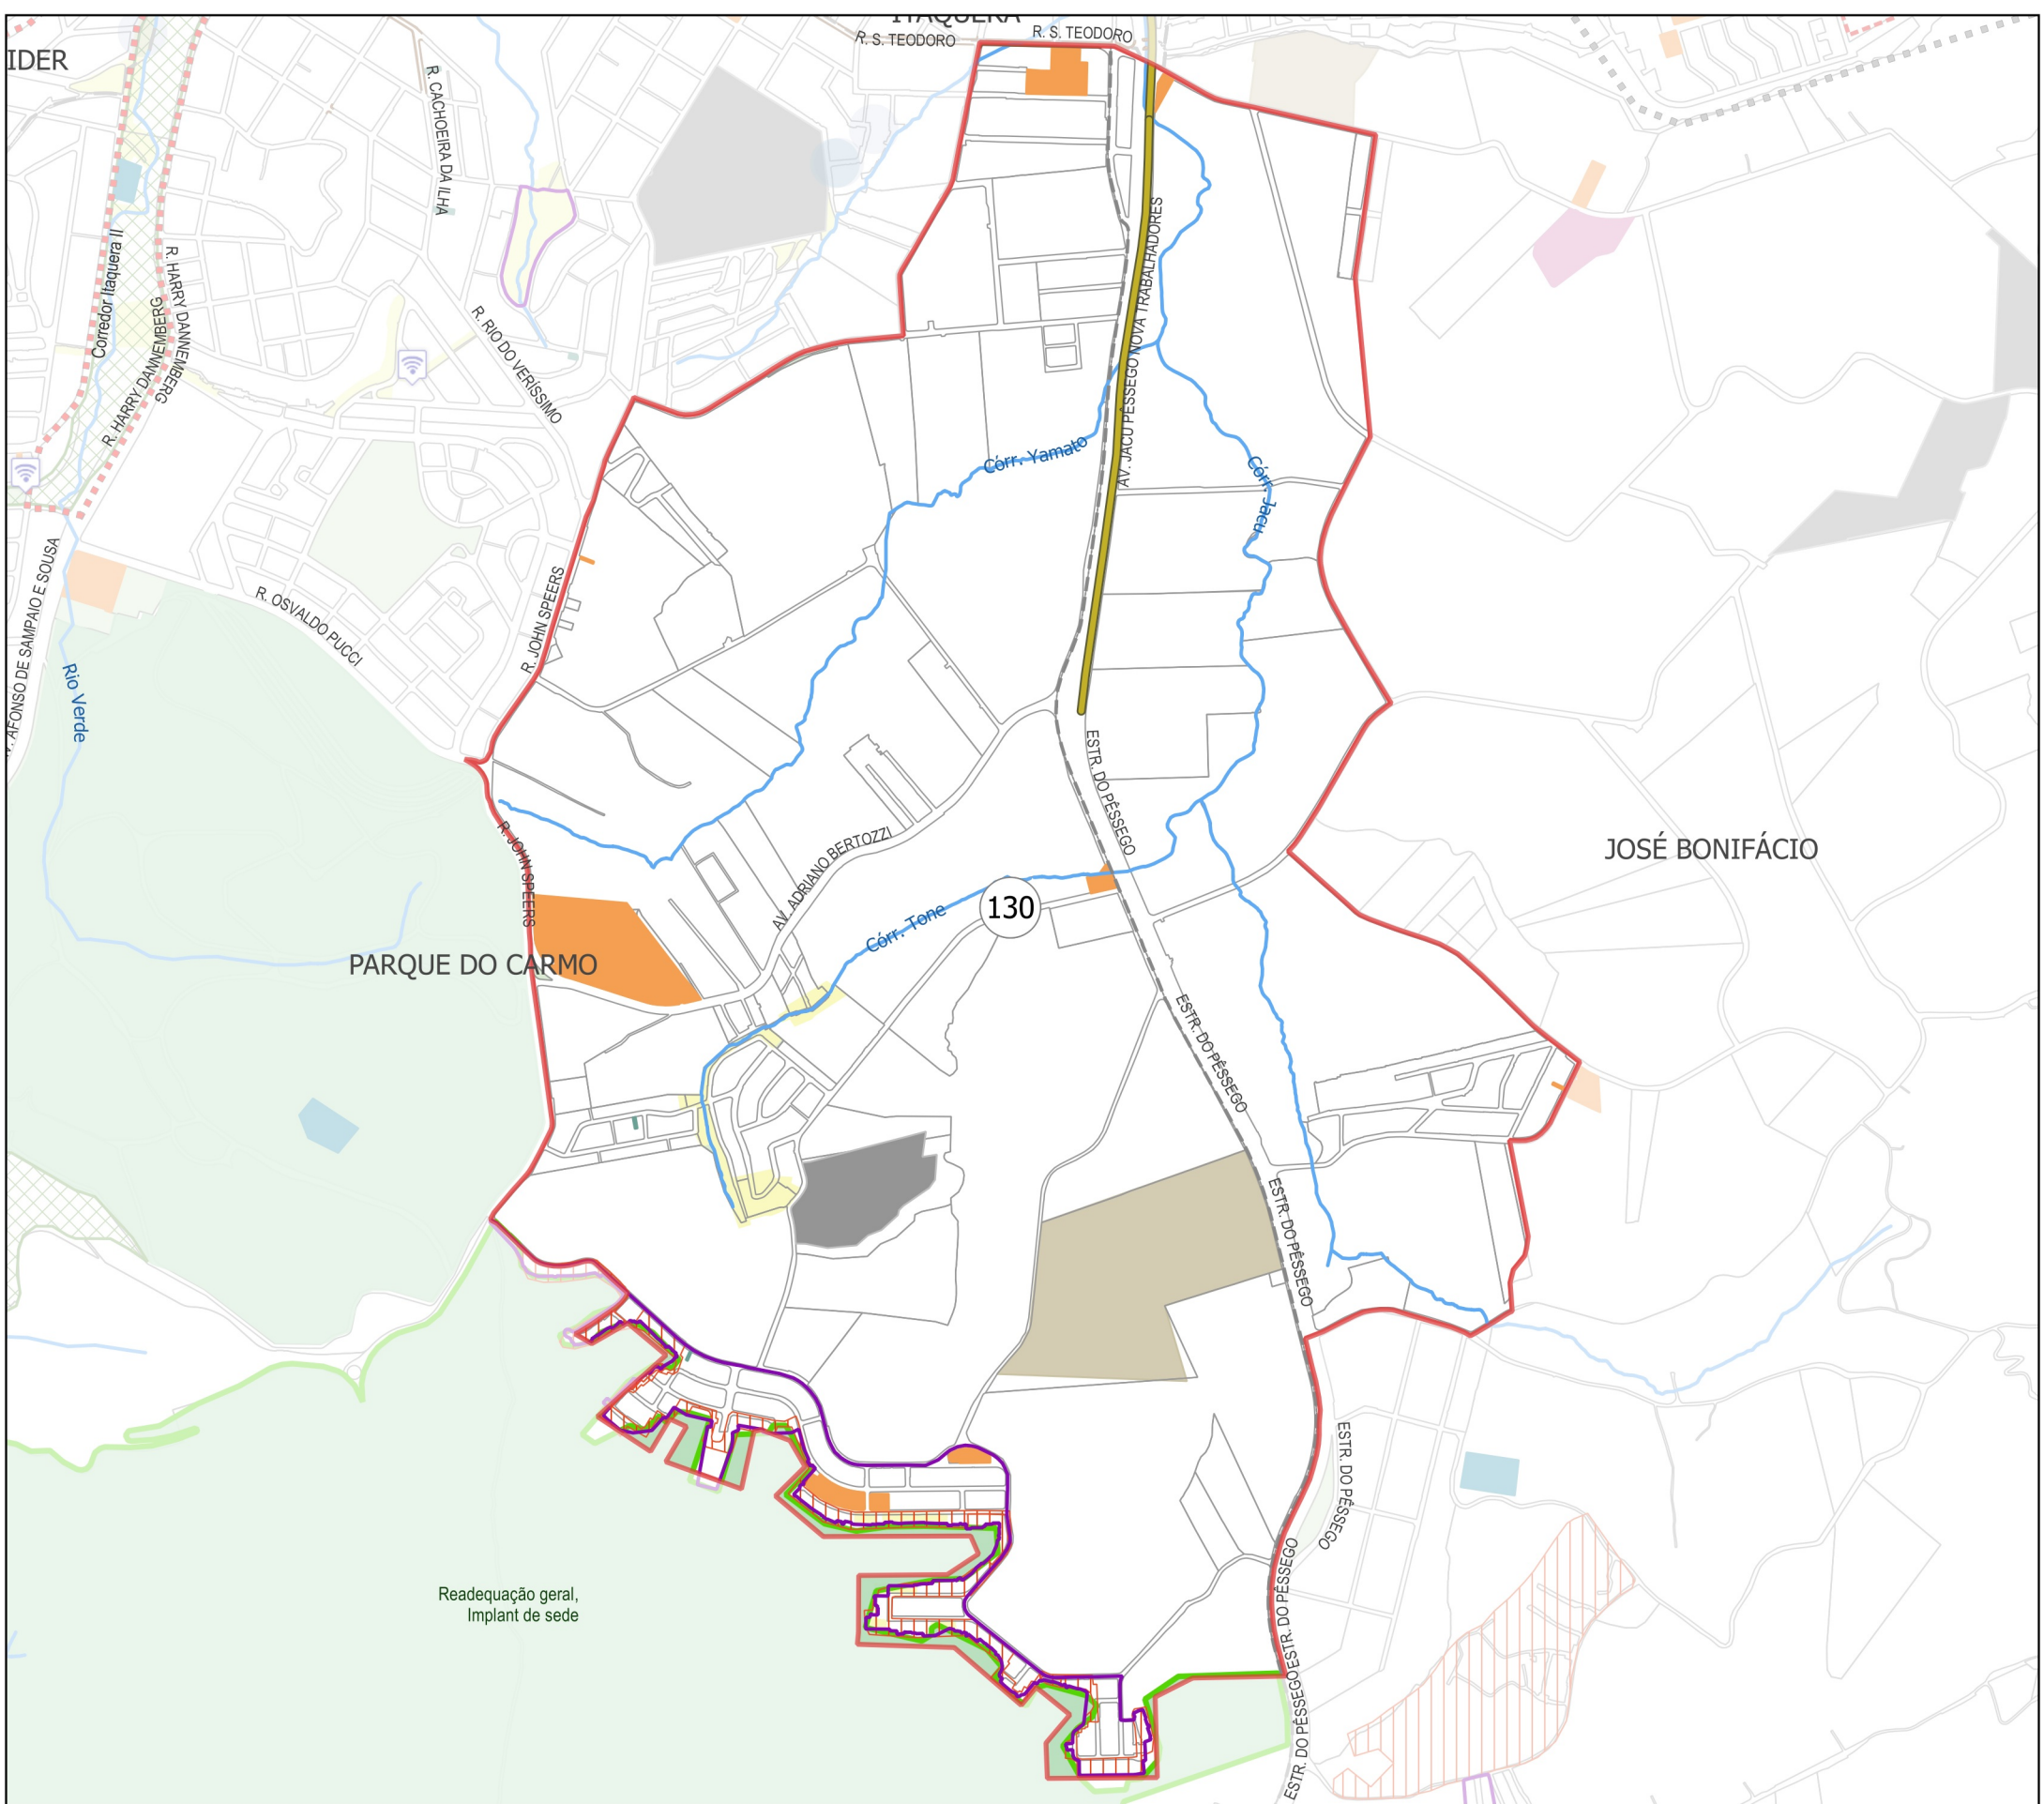 ITAQUERA
R. S. TEODORO
R. S. TEODORO
IDER
R. CACHOEIRA DA ILHA
AV. JACU PÊSSEGO NOVA TRABALHADORES
Corredor Itaquera II
R. HARRY DANNEMBERG
R. HARRY DANNEMBERG
R. RIO DO VERÍSSIMO
Córr. Yamato
Córr. Jacu
V. AFONSO DE SAMPAIO E SOUSA
R. OSVALDO PUCCI
R. JOHN SPEERS
Rio Verde
ESTR. DO PÊSSEGO
R. JOHN SPEERS
AV. ADRIANO BERTOZZI
JOSÉ BONIFÁCIO
130
Córr. Tone
PARQUE DO CARMO
ESTR. DO PÊSSEGO
ESTR. DO PÊSSEGO
ESTR. DO PÊSSEGO
Readequação geral,
Implant de sede
ESTR. DO PÊSSEGO
ESTR. DO PÊSSEGO